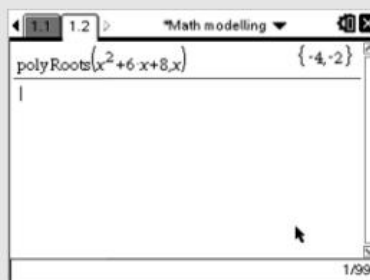 1.1 1.2 *Math modelling
polyRoots(x²+6·x+8,x) {-4,-2}
1/99